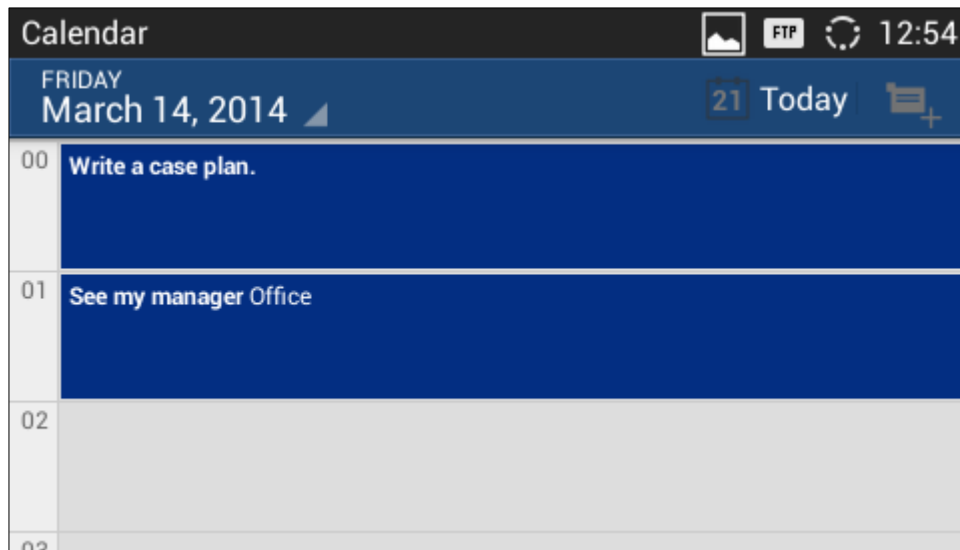 Calendar FTP 12:54
FRIDAY
March 14, 2014 21 Today
00 Write a case plan.
01 See my manager Office
02
03